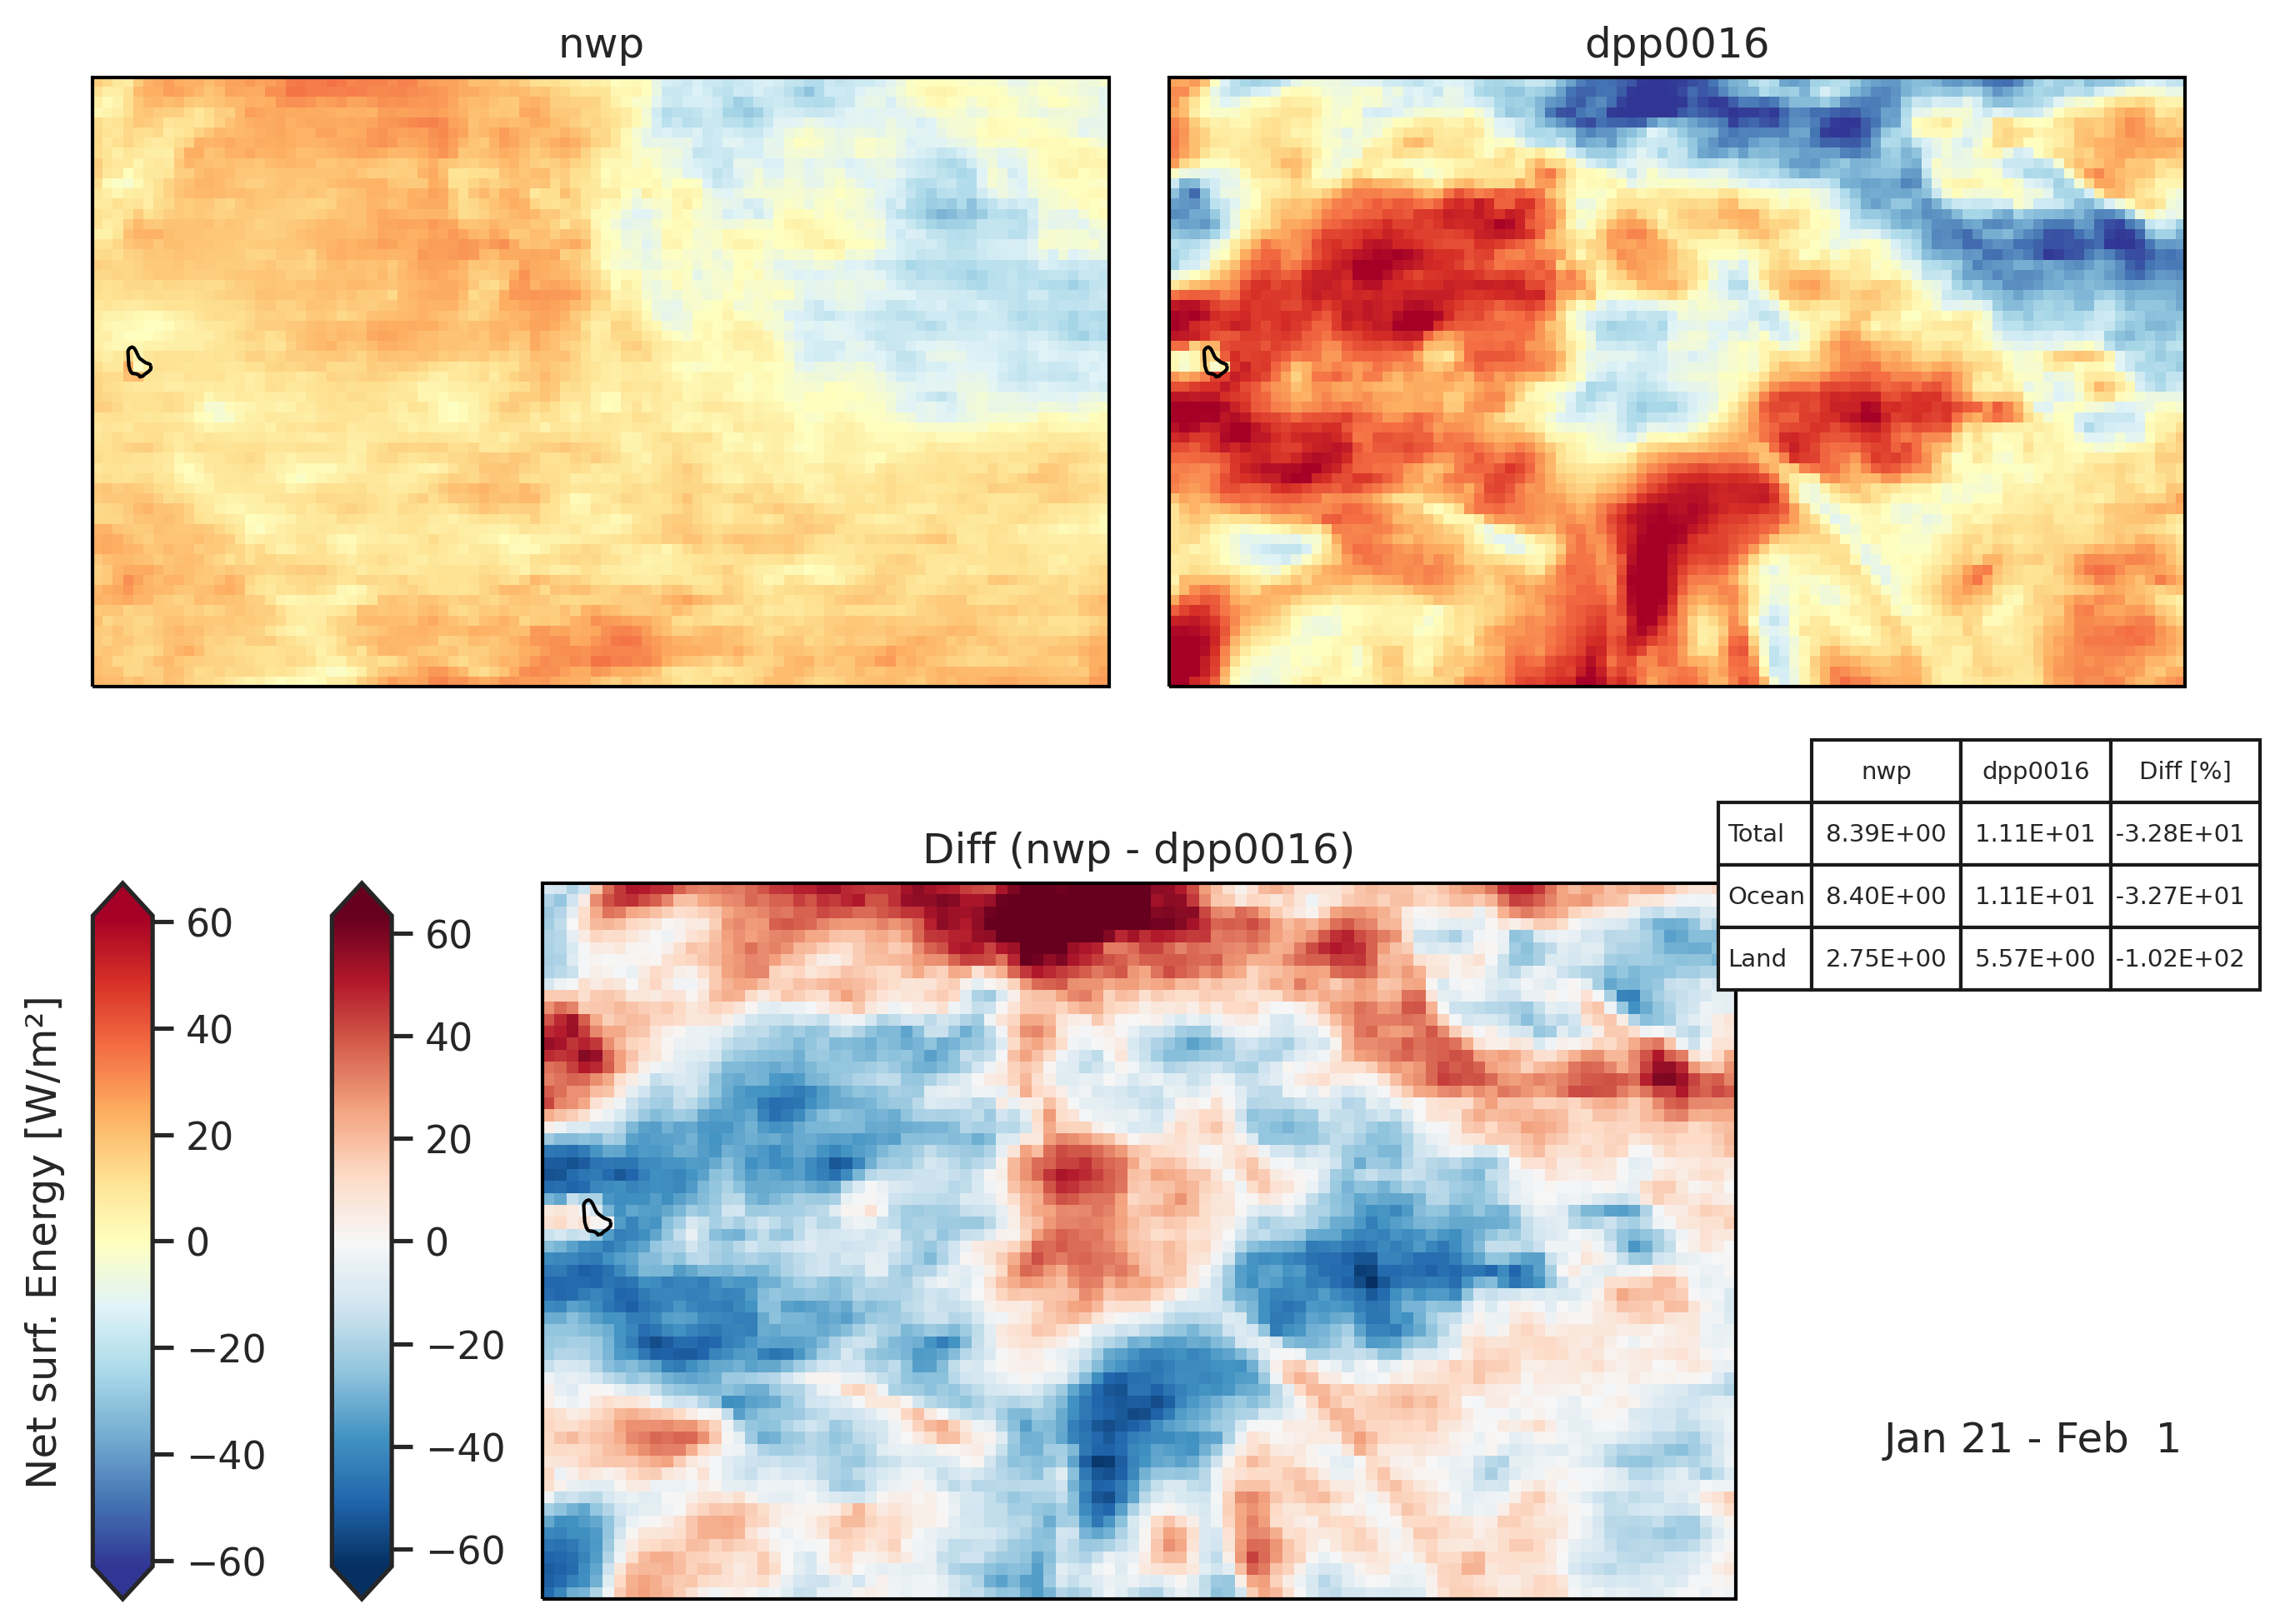 nwp
dpp0016
nwp dpp0016 Diff [%]
Total 8.39E+00 1.11E+01 -3.28E+01
Ocean 8.40E+00 1.11E+01 -3.27E+01
Land 2.75E+00 5.57E+00 -1.02E+02
Diff (nwp - dpp0016)
Net surf. Energy [W/m²]
60
40
20
0
−20
−40
−60
60
40
20
0
−20
−40
−60
Jan 21 - Feb  1